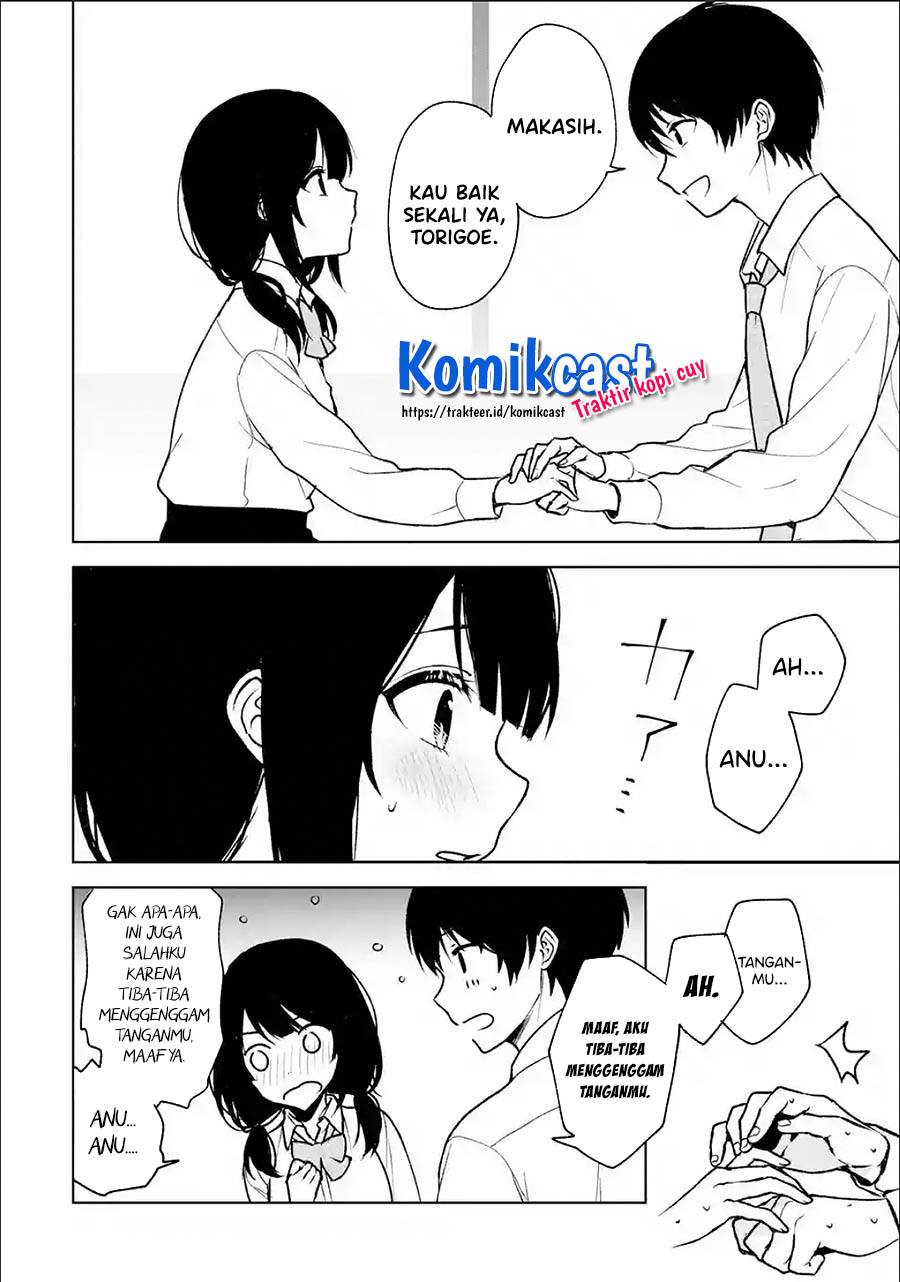 MAKASIH.
KAU BAIK
SEKALI YA,
TORIGOE.
Komikcast
Traktir kopi cuy
https://trakteer.id/komikcast
AH...
ANU...
カァ
TANGAN-
MU...
AH.
MAAF, AKU
TIBA-TIBA
MENGGENGGAM
TANGANMU.
GAK APA-APA,
INI JUGA
SALAHKU
KARENA
TIBA-TIBA
MENGGENGGAM
TANGANMU,
MAAF YA.
ANU...
ANU....